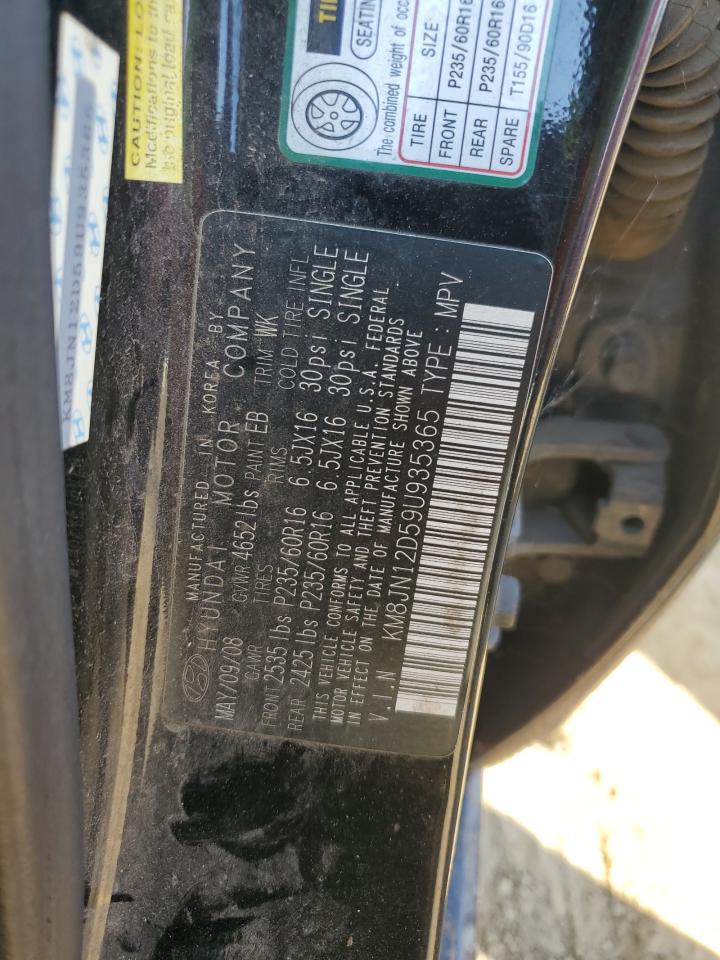 KM8JN12D59U935365
CAUTION: LO
Modifications to
be original load ca
TI
SEATIN
The combined weight of occ
TIRE SIZE
FRONT P235/60R16
REAR P235/60R16
SPARE T155/90D16
MANUFACTURED IN KOREA BY
HYUNDAI MOTOR COMPANY
MAY/09/08 GVWR 4652 lbs PAINT EB TRIM WK
GAWR TIRES RIMS COLD TIRE INFL
FRONT 2535 lbs P235/60R16 6.5JX16 30psi SINGLE
REAR 2425 lbs P235/60R16 6.5JX16 30psi SINGLE
THIS VEHICLE CONFORMS TO ALL APPLICABLE U.S.A. FEDERAL
MOTOR VEHICLE SAFETY AND THEFT PREVENTION STANDARDS
IN EFFECT ON THE DATE OF MANUFACTURE SHOWN ABOVE
V.I.N KM8JN12D59U935365 TYPE : MPV